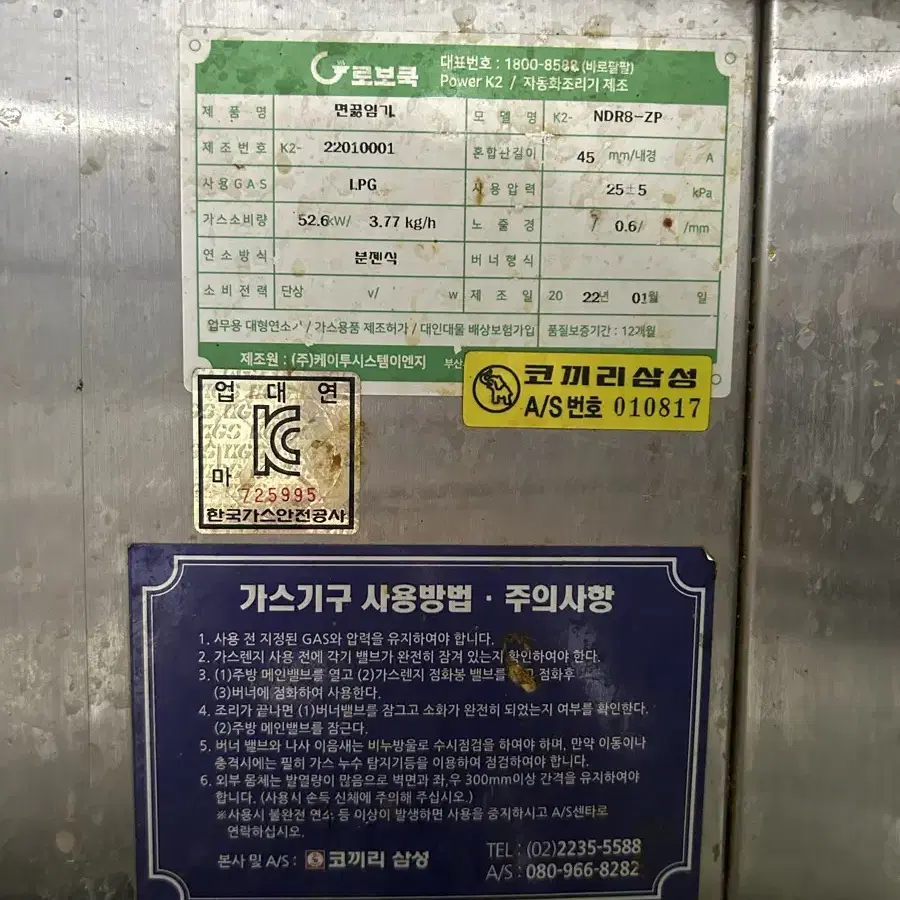 로보쿡
대표번호 : 1800-8588 (바로팔팔)
Power K2 / 자동화조리기 제조
제 품 명 면끓임기 모 델 명 K2- NDR8-ZP
제 조 번 호 K2- 22010001 혼합관길이 45 mm/내경 A
사 용 G A S LPG 사 용 압 력 25±5 kPa
가스소비량 52.6kW/ 3.77 kg/h 노 줄 경 / 0.6/ /mm
연 소 방 식 분젠식 버 너 형 식
소 비 전 력 단상 v/ w 제 조 일 20 22년 01월 일
업무용 대형연소기 / 가스용품 제조허가 / 대인대물 배상보험가입 품질보증기간 : 12개월
제조원 : (주)케이투시스템이엔지 부산
코끼리삼성
A/S번호 010817
업 대 연
KC
마
725995
한국가스안전공사
가스기구 사용방법 · 주의사항
1. 사용 전 지정된 GAS와 압력을 유지하여야 합니다.
2. 가스렌지 사용 전에 각기 밸브가 완전히 잠겨 있는지 확인하여야 한다.
3. (1)주방 메인밸브를 열고 (2)가스렌지 점화봉 밸브를 고 점화후
(3)버너에 점화하여 사용한다.
4. 조리가 끝나면 (1)버너밸브를 잠그고 소화가 완전히 되었는지 여부를 확인한다.
(2)주방 메인밸브를 잠근다.
5. 버너 밸브와 나사 이음새는 비누방울로 수시점검을 하여야 하며, 만약 이동이나
충격시에는 필히 가스 누수 탐지기등을 이용하여 점검하여야 합니다.
6. 외부 몸체는 발열량이 많음으로 벽면과 좌,우 300mm이상 간격을 유지하여야
합니다. (사용시 손득 신체에 주의해 주십시오.)
※사용시 불완전 연소 등 이상이 발생하면 사용을 중지하시고 A/S센타로
연락하십시오.
본사 및 A/S : 코끼리 삼성
TEL : (02)2235-5588
A/S : 080-966-8282